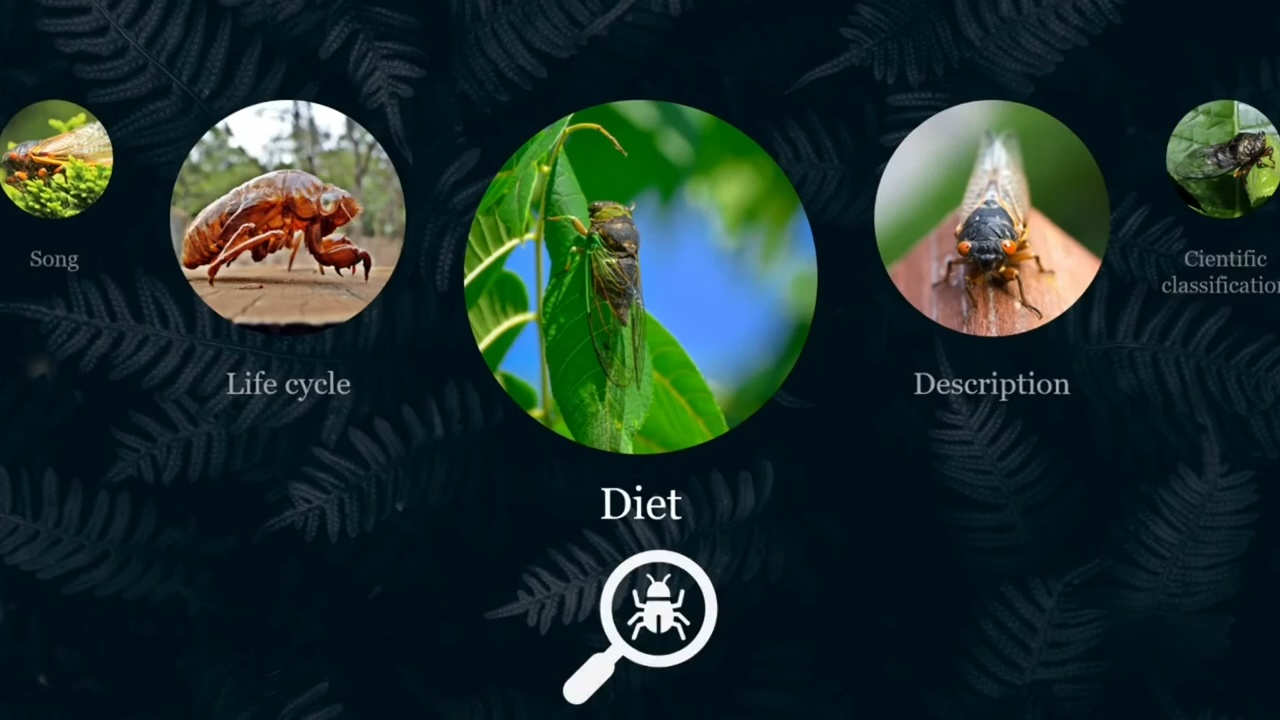 Song
Life cycle
Diet
Description
Cientific
classification